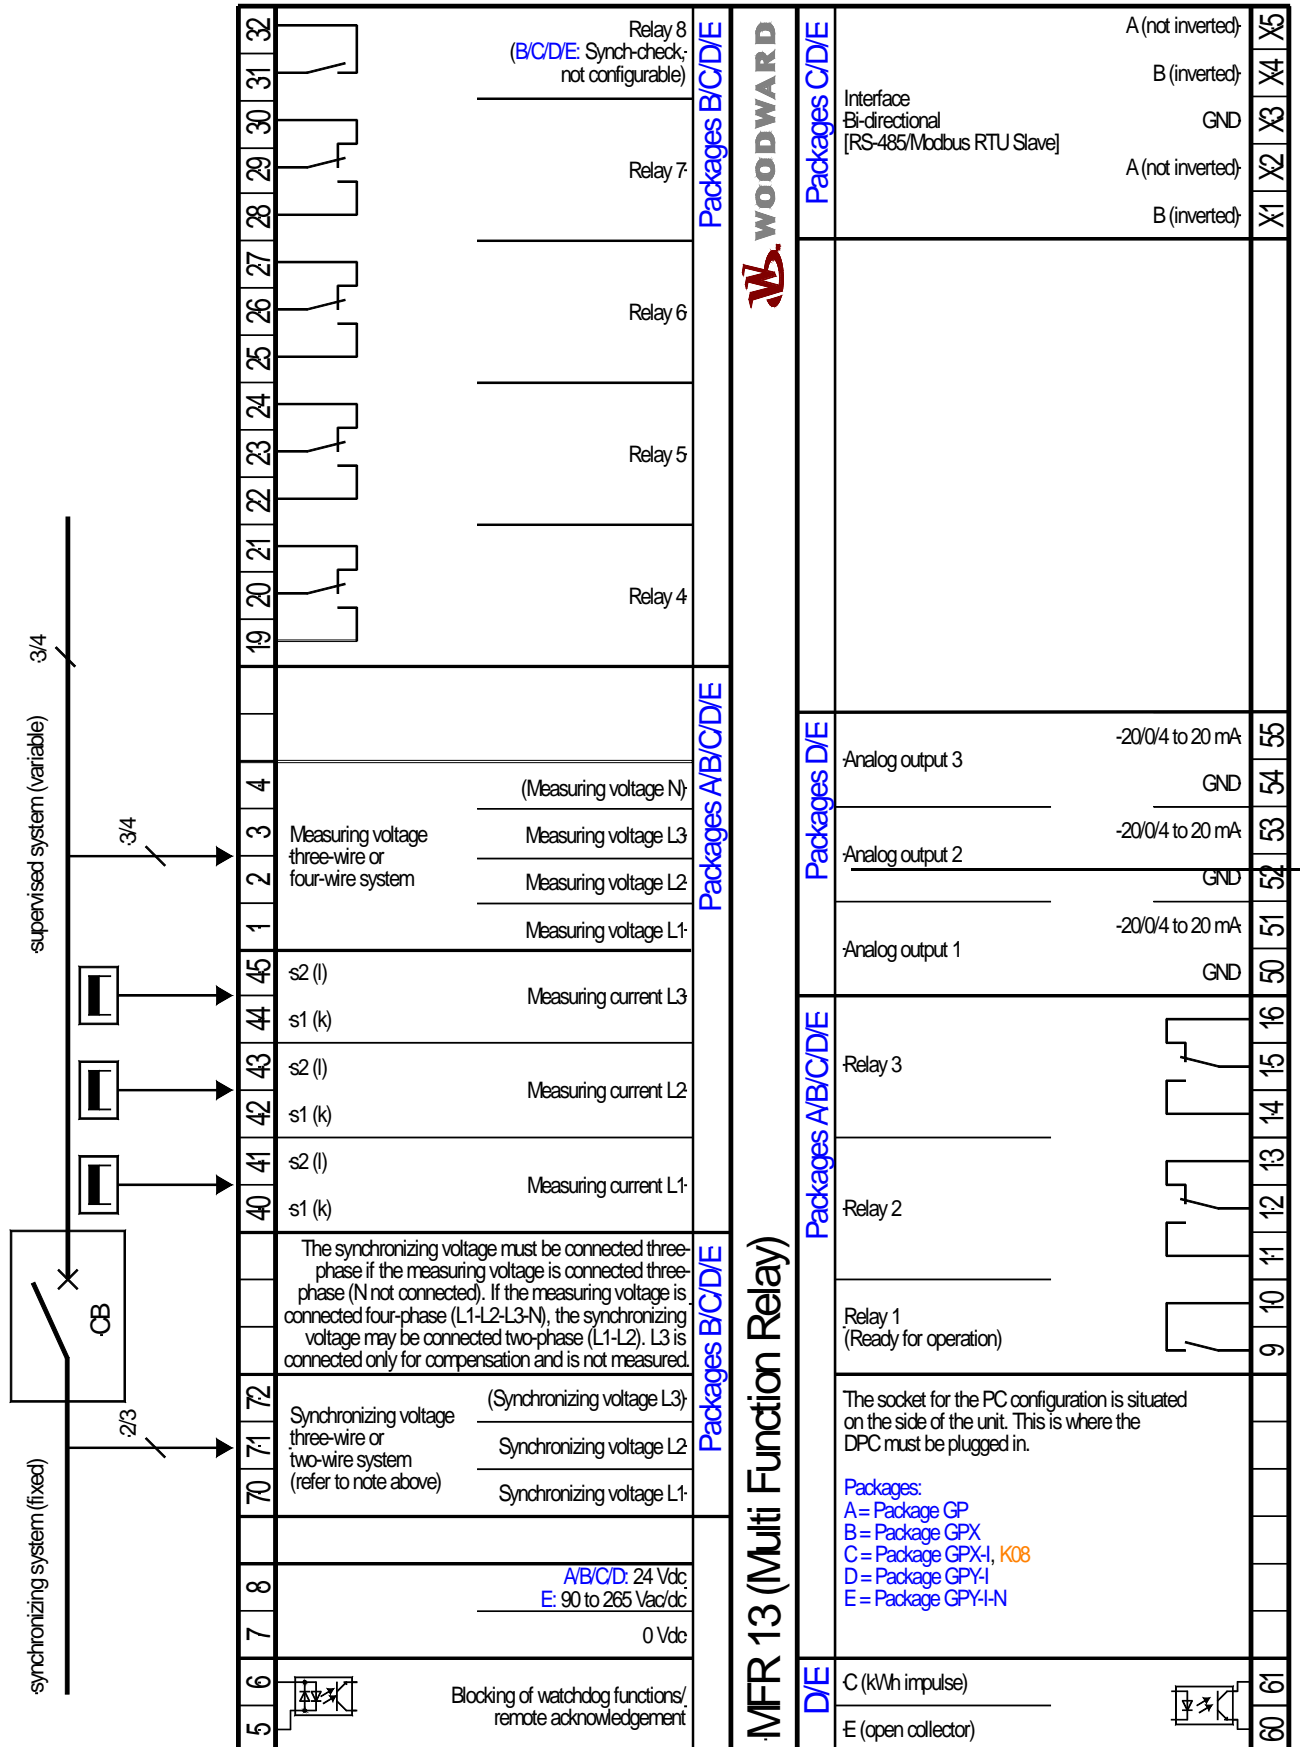 synchronizing system (fixed)
supervised system (variable)
3/4
3/4
2/3
CB
32
31
30
29
28
27
26
25
24
23
22
21
20
19
4
3
2
1
45
44
43
42
41
40
72
71
70
8
7
6
5
Relay 8
(B/C/D/E: Synch-check,
not configurable)
Relay 7
Relay 6
Relay 5
Relay 4
Packages B/C/D/E
(Measuring voltage N)
Measuring voltage
three-wire or
four-wire system
Measuring voltage L3
Measuring voltage L2
Measuring voltage L1
Packages A/B/C/D/E
s2 (l)
s1 (k)
Measuring current L3
s2 (l)
s1 (k)
Measuring current L2
s2 (l)
s1 (k)
Measuring current L1
The synchronizing voltage must be connected three-
phase if the measuring voltage is connected three-
phase (N not connected). If the measuring voltage is
connected four-phase (L1-L2-L3-N), the synchronizing
voltage may be connected two-phase (L1-L2). L3 is
connected only for compensation and is not measured.
Packages B/C/D/E
Synchronizing voltage
three-wire or
two-wire system
(refer to note above)
(Synchronizing voltage L3)
Synchronizing voltage L2
Synchronizing voltage L1
A/B/C/D: 24 Vdc
E: 90 to 265 Vac/dc
0 Vdc
Blocking of watchdog functions/
remote acknowledgement
WOODWARD
MFR 13 (Multi Function Relay)
Packages C/D/E
Interface
Bi-directional
[RS-485/Modbus RTU Slave]
A (not inverted)
B (inverted)
GND
A (not inverted)
B (inverted)
X5
X4
X3
X2
X1
Packages D/E
Analog output 3
-20/0/4 to 20 mA
GND
Analog output 2
-20/0/4 to 20 mA
GND
Analog output 1
-20/0/4 to 20 mA
GND
55
54
53
52
51
50
Packages A/B/C/D/E
Relay 3
Relay 2
Relay 1
(Ready for operation)
16
15
14
13
12
11
10
9
The socket for the PC configuration is situated
on the side of the unit. This is where the
DPC must be plugged in.
Packages:
A = Package GP
B = Package GPX
C = Package GPX-I, K08
D = Package GPY-I
E = Package GPY-I-N
D/E
C (kWh impulse)
E (open collector)
61
60